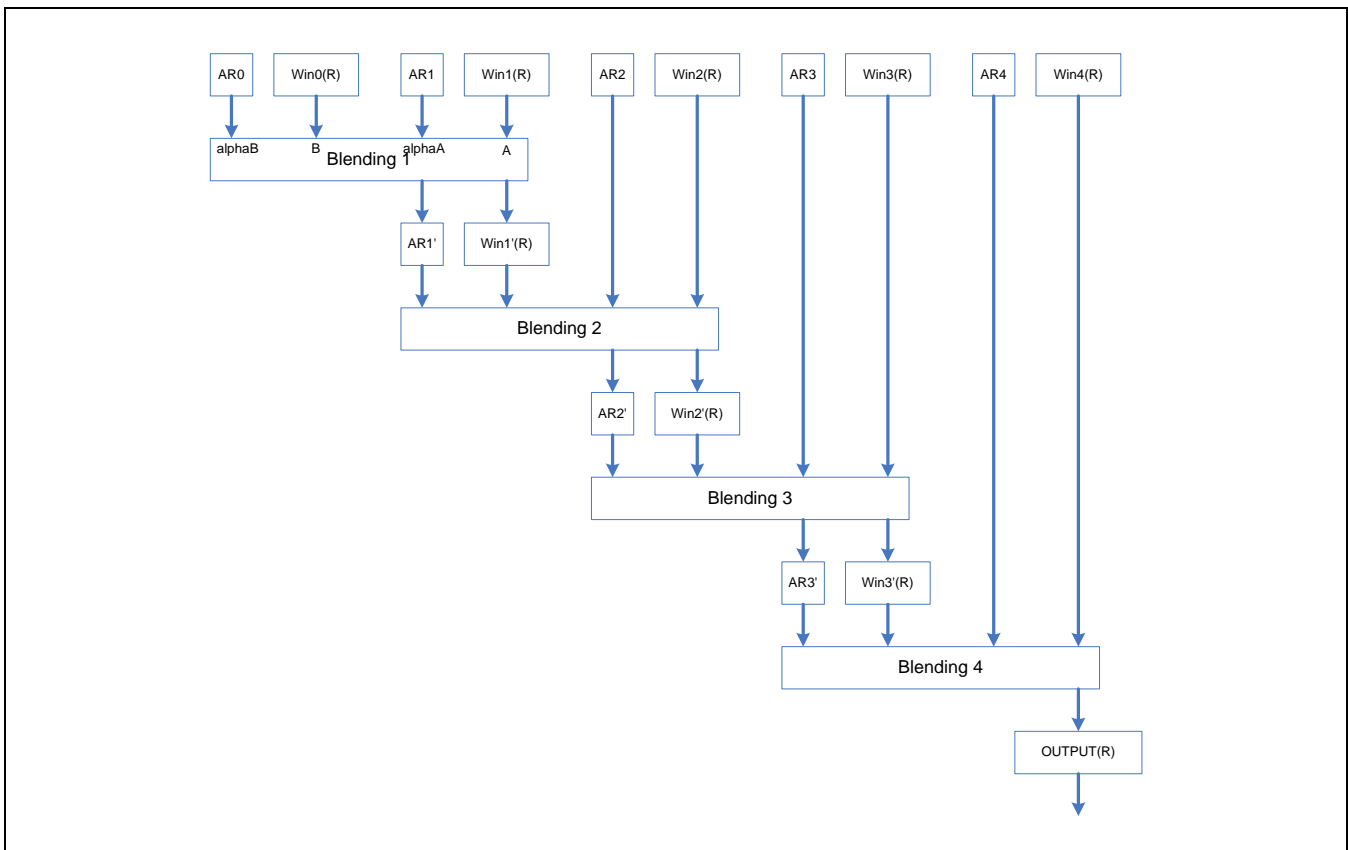 AR0 Win0(R) AR1 Win1(R) AR2 Win2(R) AR3 Win3(R) AR4 Win4(R)
alphaB B alphaA A
Blending 1
AR1' Win1'(R)
Blending 2
AR2' Win2'(R)
Blending 3
AR3' Win3'(R)
Blending 4
OUTPUT(R)